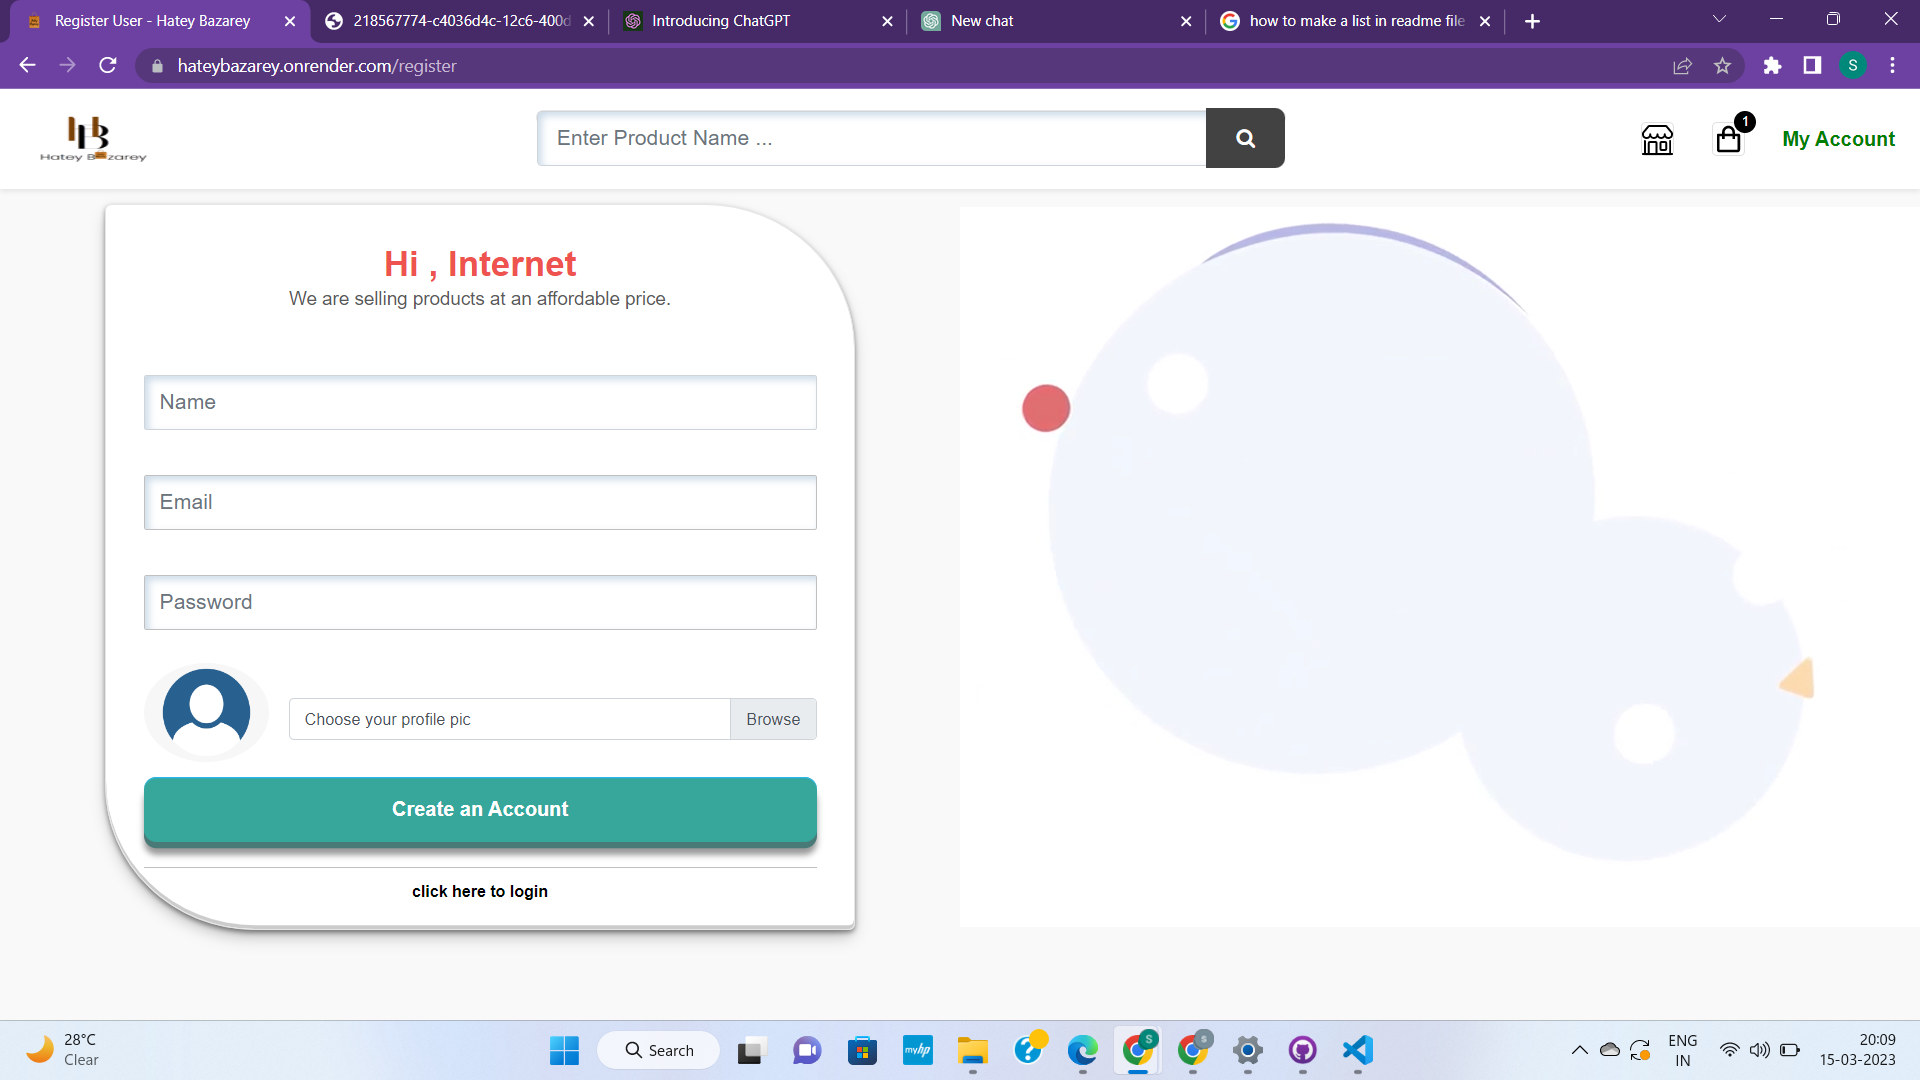 Register User - Hatey Bazarey
218567774-c4036d4c-12c6-400d
Introducing ChatGPT
New chat
how to make a list in readme file
hateybazarey.onrender.com/register
S
Hatey Bazarey
Enter Product Name ...
1
My Account
Hi , Internet
We are selling products at an affordable price.
Name
Email
Password
Choose your profile pic
Browse
Create an Account
click here to login
28°C
Clear
Search
myhp
S
S
ENG
IN
20:09
15-03-2023